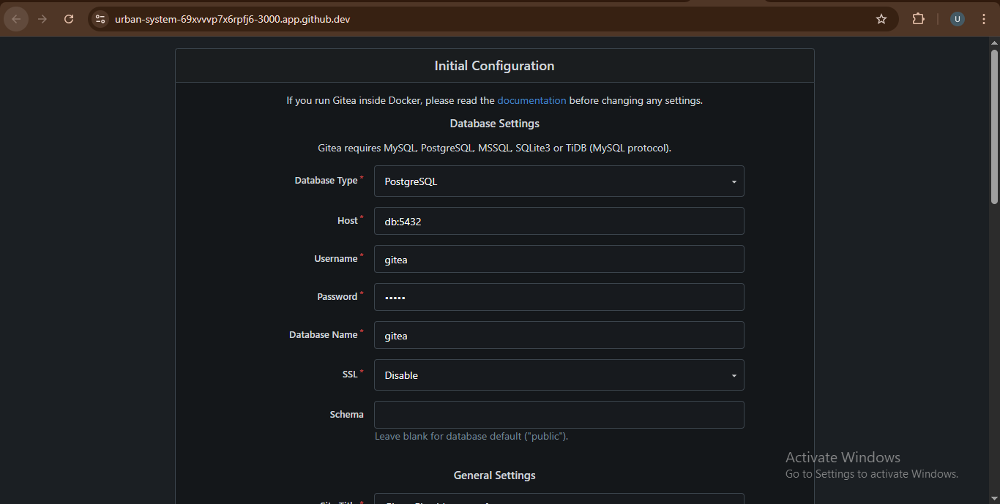 urban-system-69xvvvp7x6rpfj6-3000.app.github.dev
U
Initial Configuration
If you run Gitea inside Docker, please read the documentation before changing any settings.
Database Settings
Gitea requires MySQL, PostgreSQL, MSSQL, SQLite3 or TiDB (MySQL protocol).
Database Type * PostgreSQL
Host * db:5432
Username * gitea
Password * •••••
Database Name * gitea
SSL * Disable
Schema
Leave blank for database default ("public").
Activate Windows
Go to Settings to activate Windows.
General Settings
Site Title *